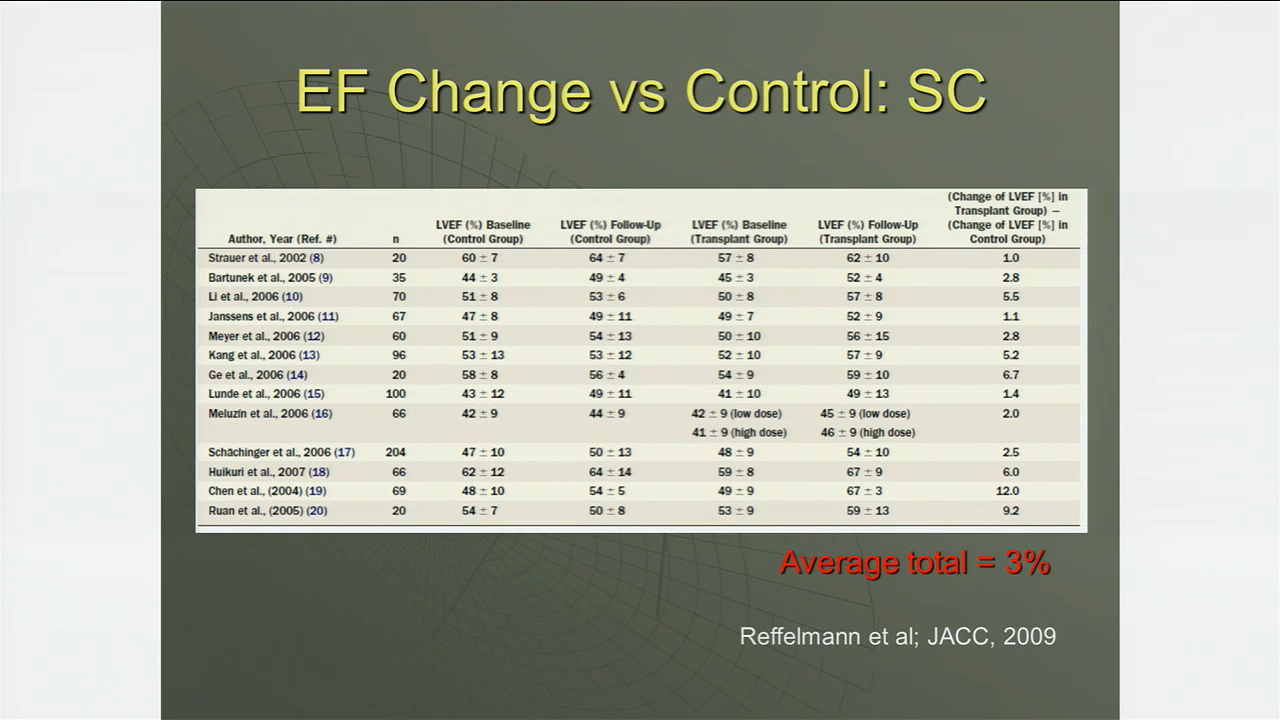 EF Change vs Control: SC
(Change of LVEF [%] in
Transplant Group) –
LVEF (%) Baseline LVEF (%) Follow-Up LVEF (%) Baseline LVEF (%) Follow-Up (Change of LVEF [%] in
Author, Year (Ref. #) n (Control Group) (Control Group) (Transplant Group) (Transplant Group) Control Group)
Strauer et al., 2002 (8) 20 60 ± 7 64 ± 7 57 ± 8 62 ± 10 1.0
Bartunek et al., 2005 (9) 35 44 ± 3 49 ± 4 45 ± 3 52 ± 4 2.8
Li et al., 2006 (10) 70 51 ± 8 53 ± 6 50 ± 8 57 ± 8 5.5
Janssens et al., 2006 (11) 67 47 ± 8 49 ± 11 49 ± 7 52 ± 9 1.1
Meyer et al., 2006 (12) 60 51 ± 9 54 ± 13 50 ± 10 56 ± 15 2.8
Kang et al., 2006 (13) 96 53 ± 13 53 ± 12 52 ± 10 57 ± 9 5.2
Ge et al., 2006 (14) 20 58 ± 8 56 ± 4 54 ± 9 59 ± 10 6.7
Lunde et al., 2006 (15) 100 43 ± 12 49 ± 11 41 ± 10 49 ± 13 1.4
Meluzín et al., 2006 (16) 66 42 ± 9 44 ± 9 42 ± 9 (low dose) 45 ± 9 (low dose) 2.0
41 ± 9 (high dose) 46 ± 9 (high dose)
Schächinger et al., 2006 (17) 204 47 ± 10 50 ± 13 48 ± 9 54 ± 10 2.5
Huikuri et al., 2007 (18) 66 62 ± 12 64 ± 14 59 ± 8 67 ± 9 6.0
Chen et al., (2004) (19) 69 48 ± 10 54 ± 5 49 ± 9 67 ± 3 12.0
Ruan et al., (2005) (20) 20 54 ± 7 50 ± 8 53 ± 9 59 ± 13 9.2
Average total = 3%
Reffelmann et al; JACC, 2009